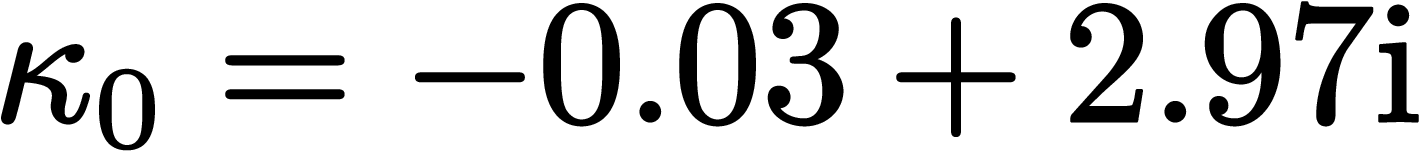 κ₀ = −0.03 + 2.97i